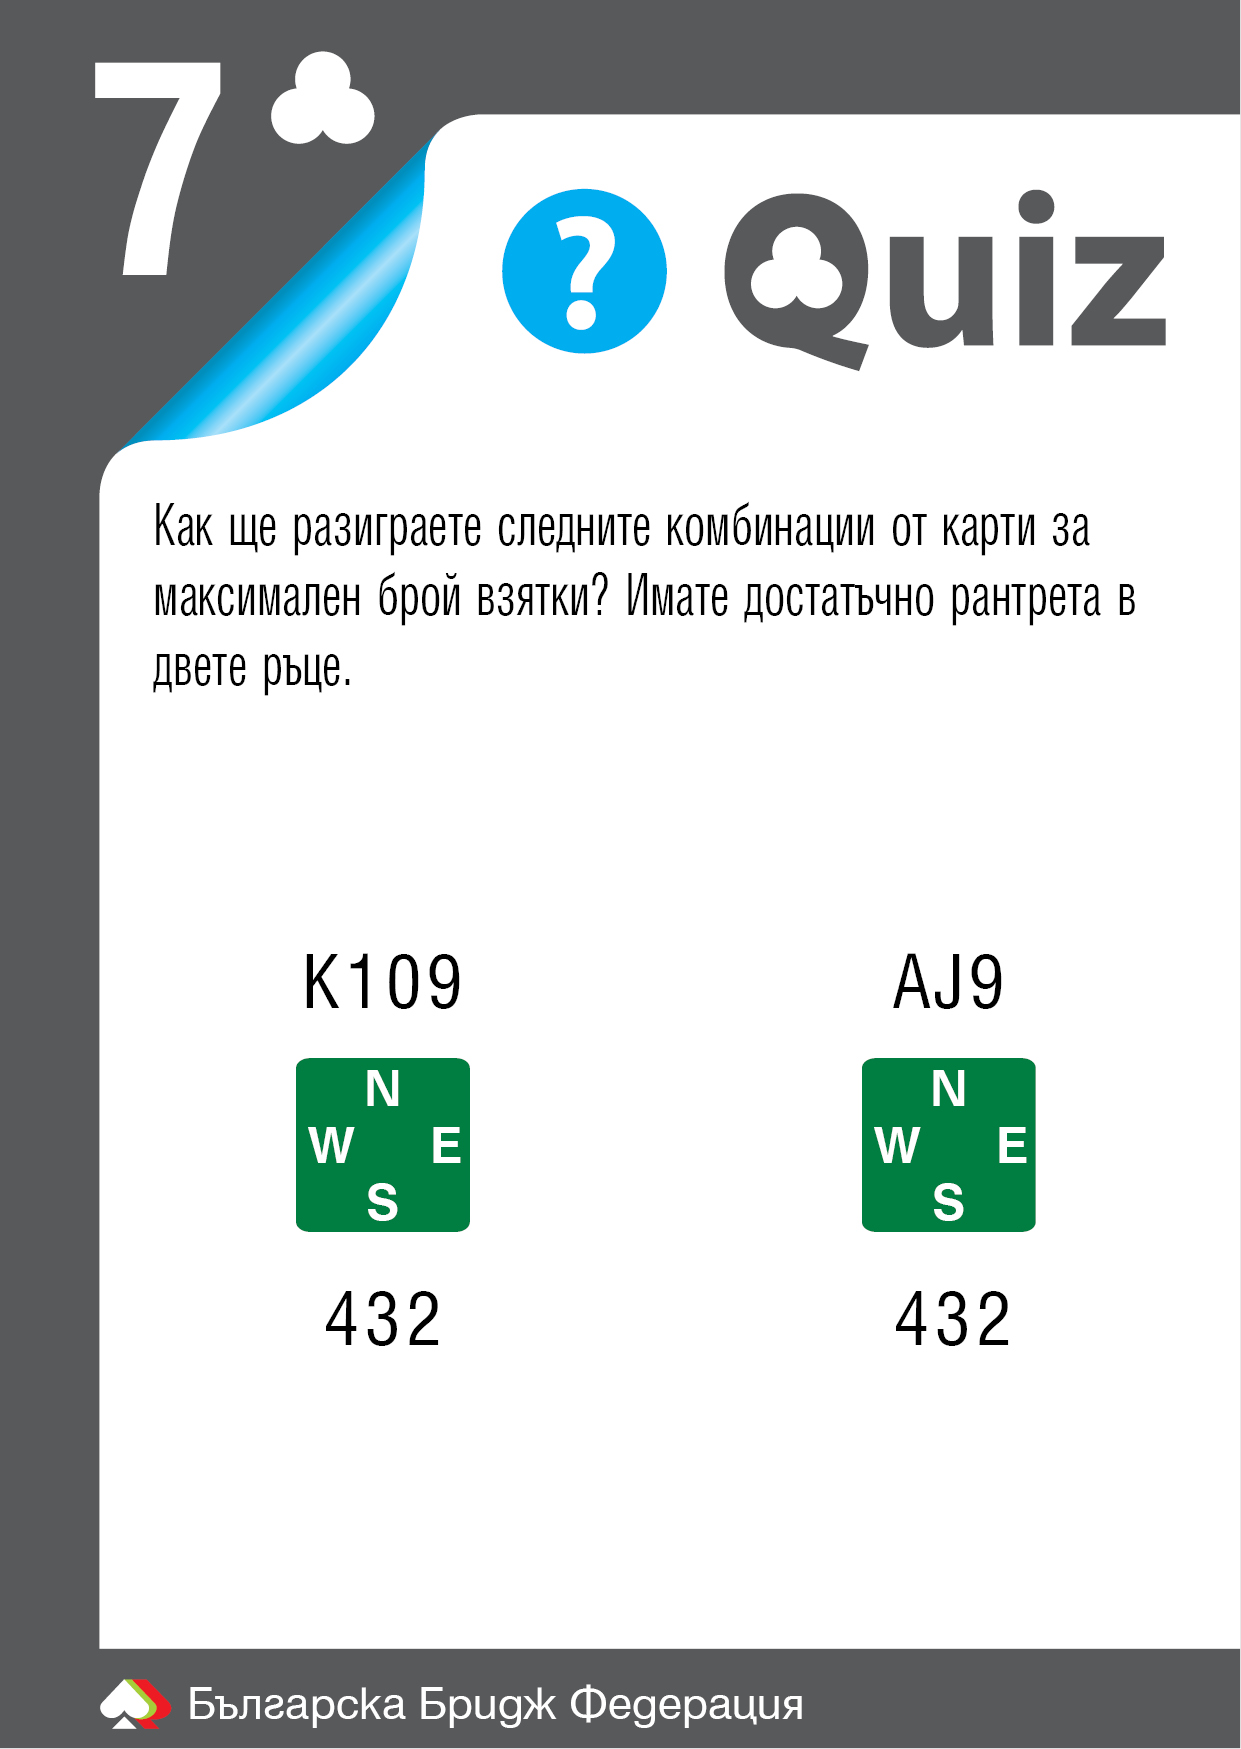 7
? Quiz
Как ще разиграете следните комбинации от карти за
максимален брой взятки? Имате достатъчно рантрета в
двете ръце.
K109
N
W E
S
432
AJ9
N
W E
S
432
Българска Бридж Федерация